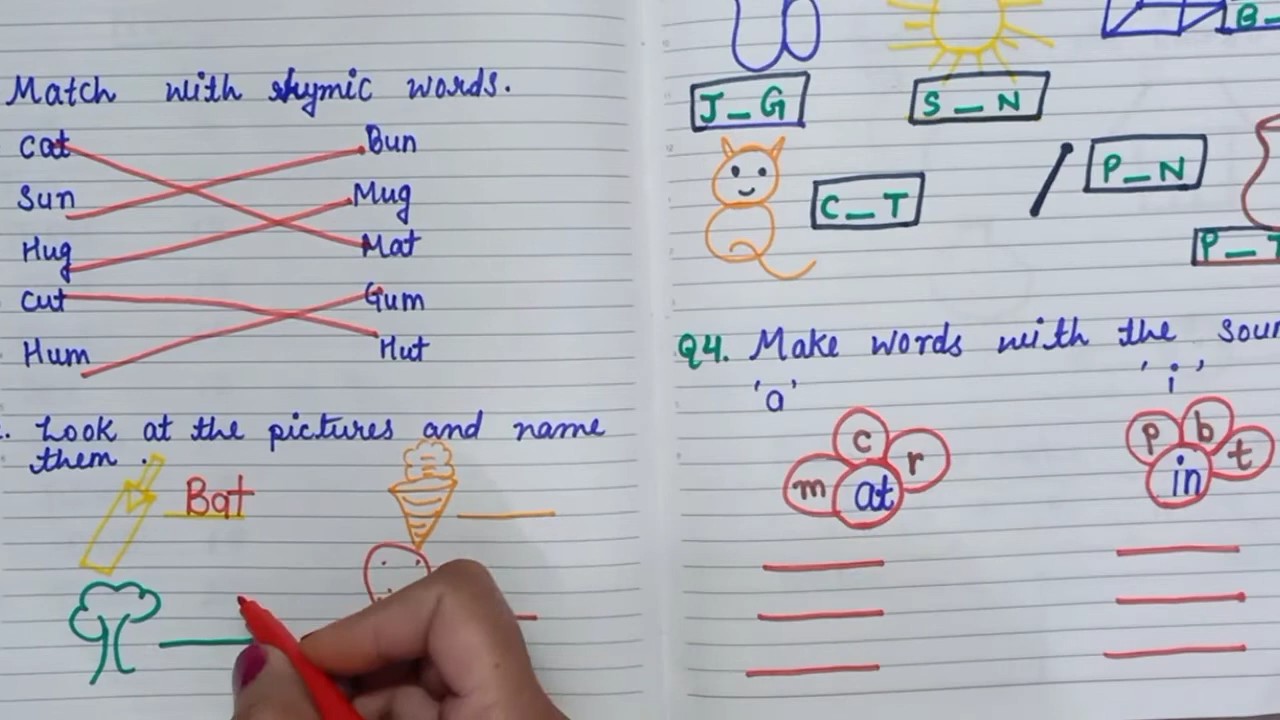 Match with rhymic words.
Cat Bun
Sun Mug
Hug Mat
Cut Gum
Hum Hut
. Look at the pictures and name
them.
Bat
B_
J_G S_N
P_N
C_T
P_T
Q4. Make words with the soun
'a' 'i'
c p b
m at r in t